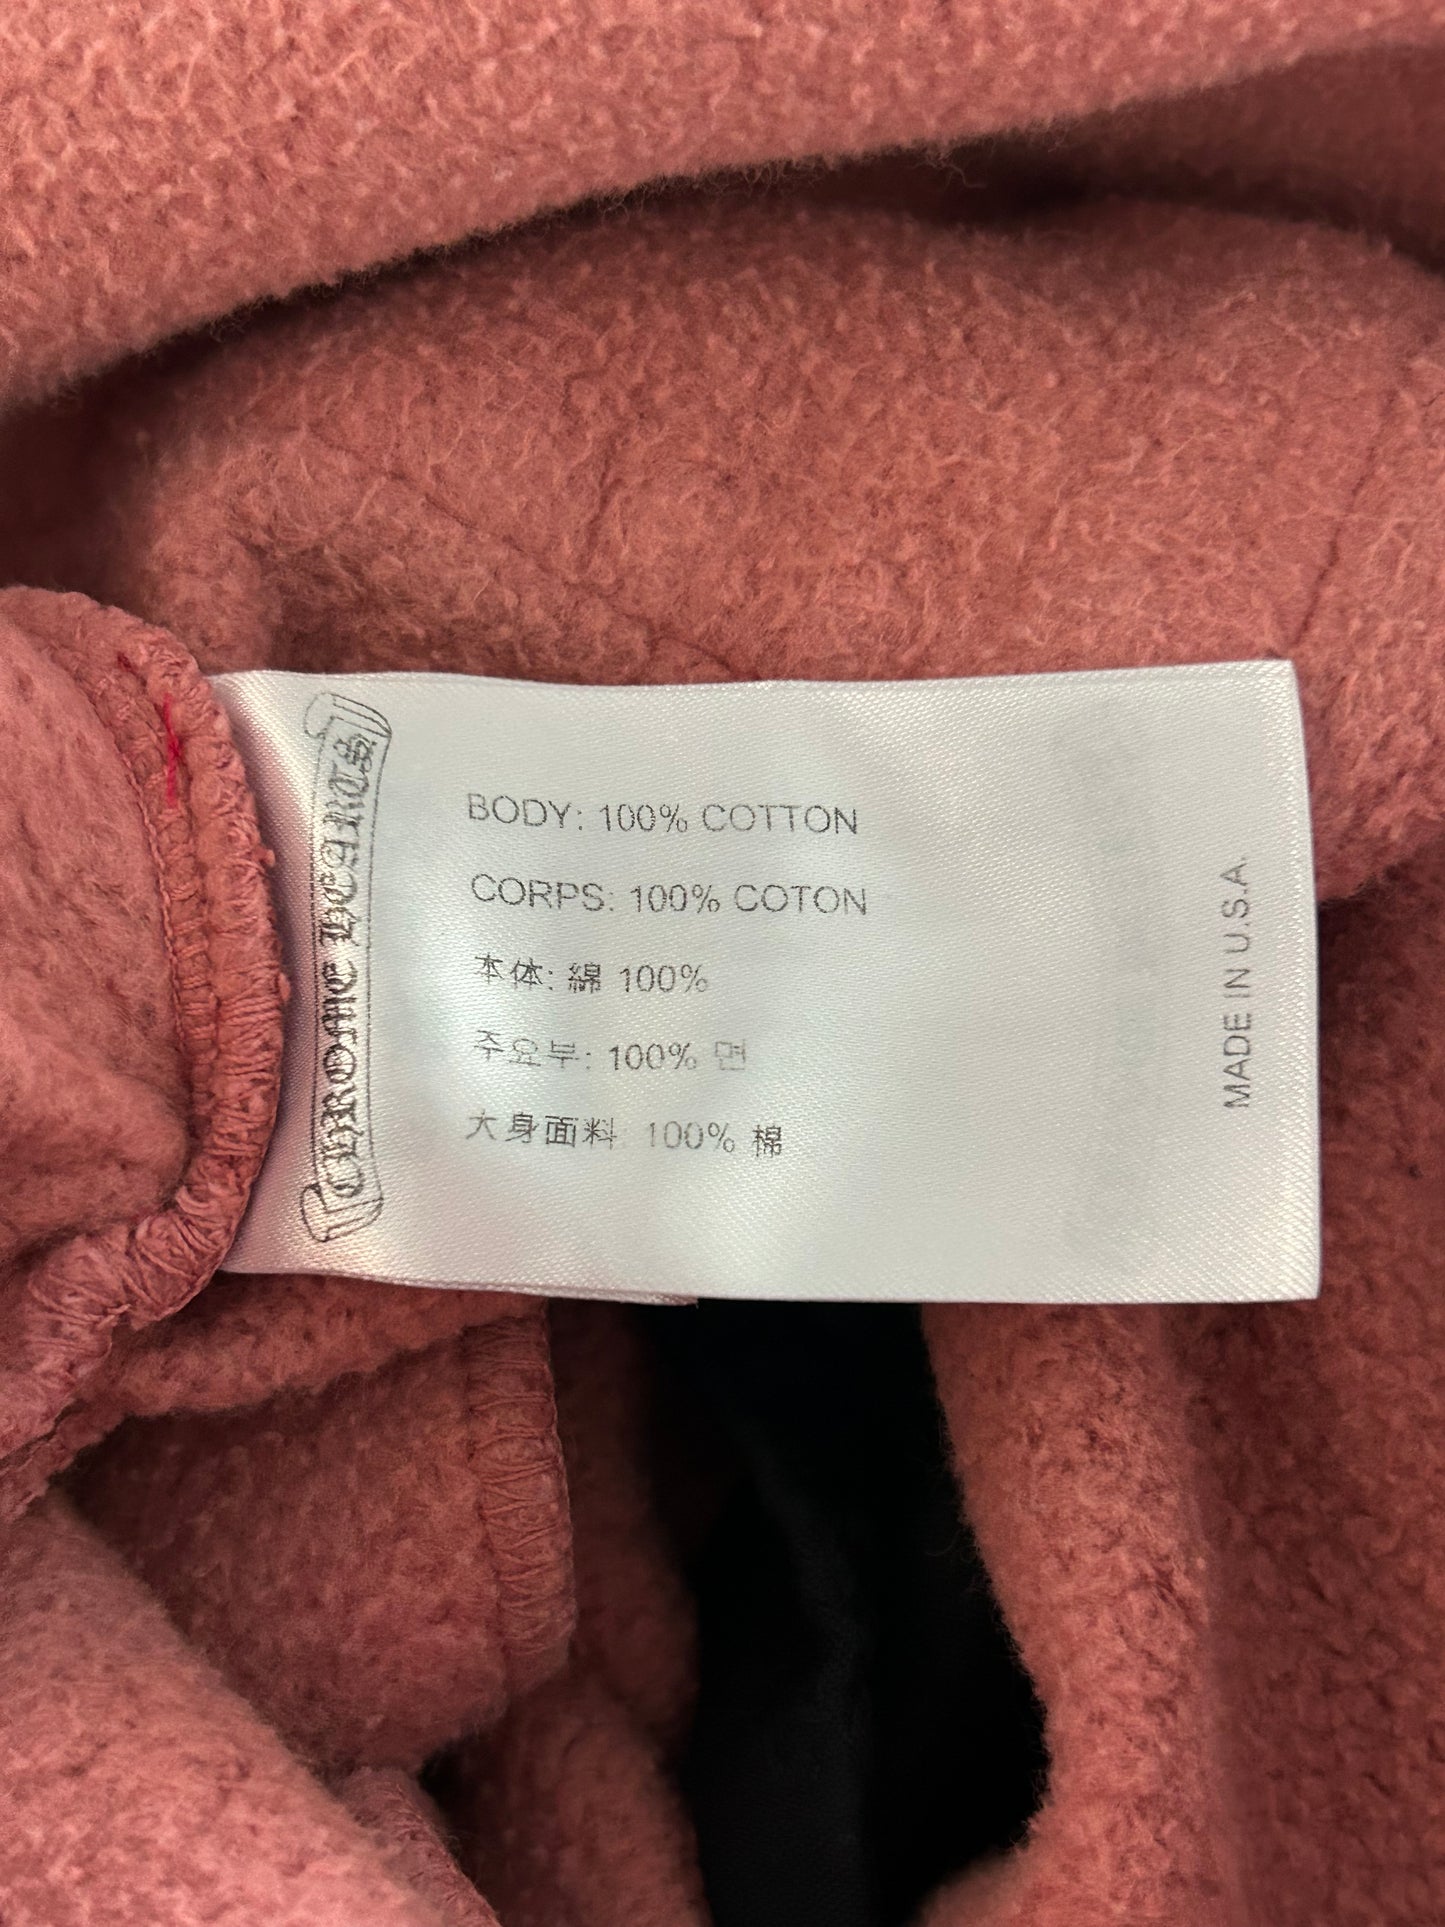 CHROME HEARTS
BODY: 100% COTTON
CORPS: 100% COTON
本体: 綿 100%
주요부: 100% 면
大身面料 100% 棉
MADE IN U.S.A.